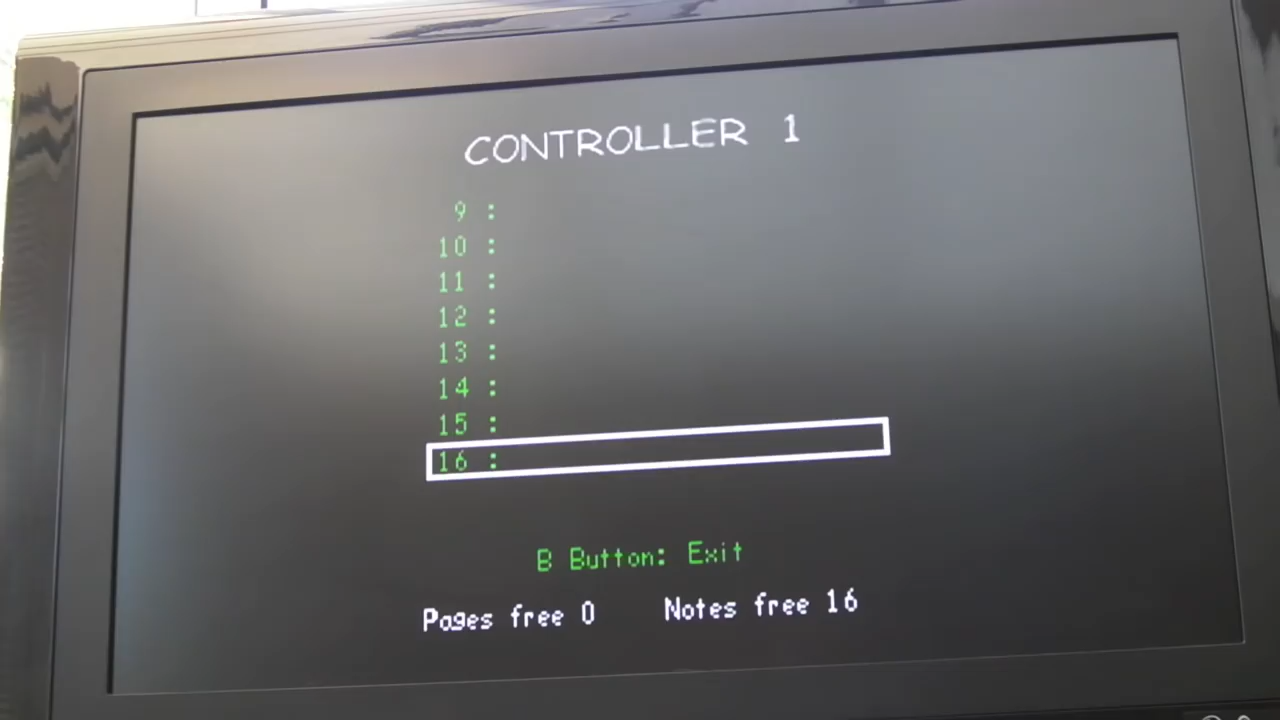 CONTROLLER 1
9 :
10 :
11 :
12 :
13 :
14 :
15 :
16 :
B Button: Exit
Pages free 0 Notes free 16